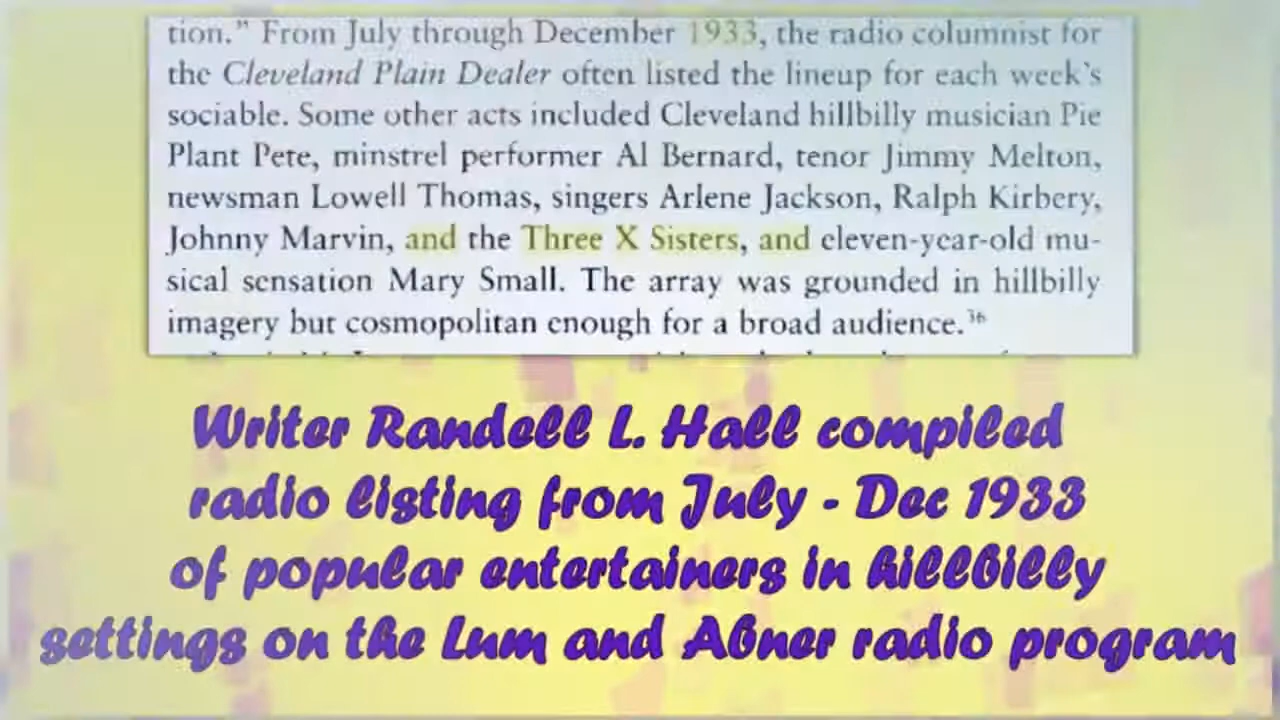 tion.” From July through December 1933, the radio columnist for
the Cleveland Plain Dealer often listed the lineup for each week’s
sociable. Some other acts included Cleveland hillbilly musician Pie
Plant Pete, minstrel performer Al Bernard, tenor Jimmy Melton,
newsman Lowell Thomas, singers Arlene Jackson, Ralph Kirbery,
Johnny Marvin, and the Three X Sisters, and eleven-year-old mu-
sical sensation Mary Small. The array was grounded in hillbilly
imagery but cosmopolitan enough for a broad audience.36
Writer Randell L. Hall compiled
radio listing from July - Dec 1933
of popular entertainers in hillbilly
settings on the Lum and Abner radio program